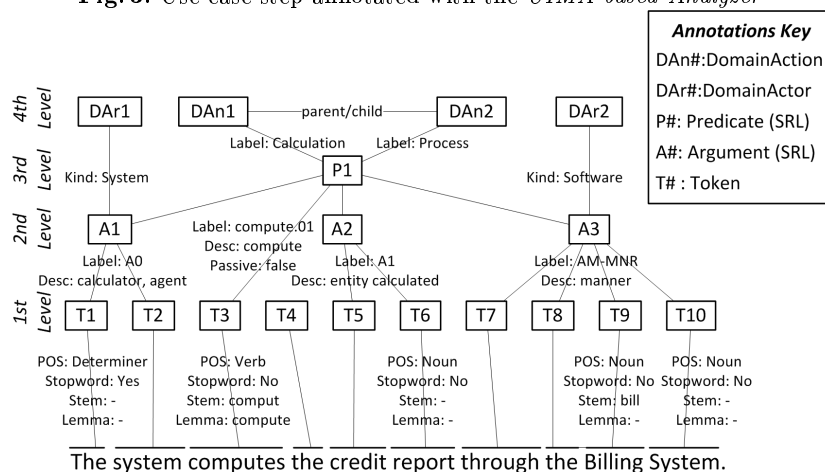 Fig. 3. Use case step annotated with the UIMA-based Analyzer
Annotations Key
DAn#:DomainAction
DAr#:DomainActor
P#: Predicate (SRL)
A#: Argument (SRL)
T# : Token
4th Level
DAr1
DAn1
parent/child
DAn2
DAr2
Label: Calculation
Label: Process
3rd Level
Kind: System
P1
Kind: Software
2nd Level
A1
Label: compute.01
Desc: compute
Passive: false
A2
A3
Label: A0
Desc: calculator, agent
Label: A1
Desc: entity calculated
Label: AM-MNR
Desc: manner
1st Level
T1
T2
T3
T4
T5
T6
T7
T8
T9
T10
POS: Determiner
Stopword: Yes
Stem: -
Lemma: -
POS: Verb
Stopword: No
Stem: comput
Lemma: compute
POS: Noun
Stopword: No
Stem: -
Lemma: -
POS: Noun
Stopword: No
Stem: bill
Lemma: -
POS: Noun
Stopword: No
Stem: -
Lemma: -
The system computes the credit report through the Billing System.